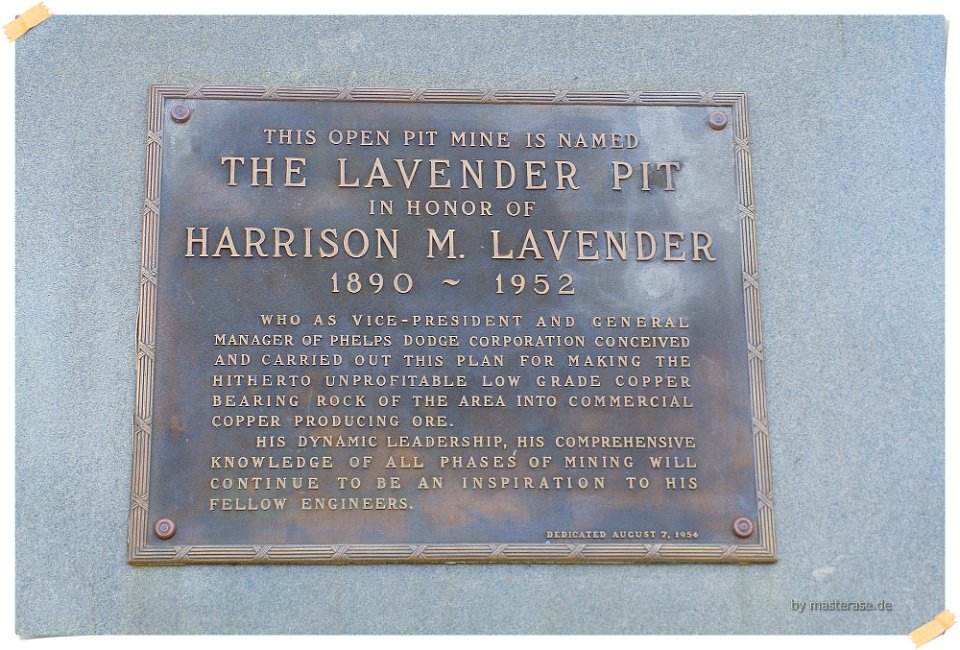 THIS OPEN PIT MINE IS NAMED
THE LAVENDER PIT
IN HONOR OF
HARRISON M. LAVENDER
1890 ~ 1952
WHO AS VICE-PRESIDENT AND GENERAL
MANAGER OF PHELPS DODGE CORPORATION CONCEIVED
AND CARRIED OUT THIS PLAN FOR MAKING THE
HITHERTO UNPROFITABLE LOW GRADE COPPER
BEARING ROCK OF THE AREA INTO COMMERCIAL
COPPER PRODUCING ORE.
HIS DYNAMIC LEADERSHIP, HIS COMPREHENSIVE
KNOWLEDGE OF ALL PHASES OF MINING WILL
CONTINUE TO BE AN INSPIRATION TO HIS
FELLOW ENGINEERS.
DEDICATED AUGUST 7, 1954
by masterase.de